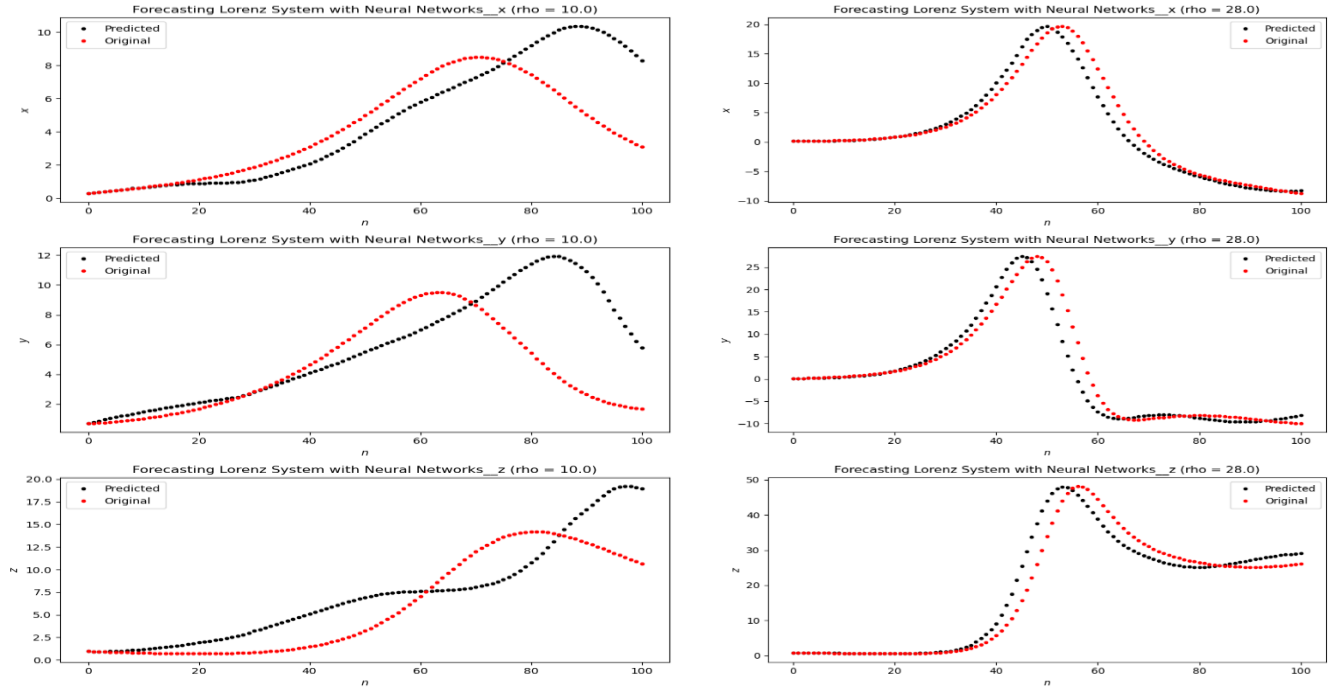 Forecasting Lorenz System with Neural Networks__x (rho = 10.0)
Predicted
Original
10
8
6
4
2
0
x
0 20 40 60 80 100
n
Forecasting Lorenz System with Neural Networks__x (rho = 28.0)
Predicted
Original
20
15
10
5
0
−5
−10
x
0 20 40 60 80 100
n
Forecasting Lorenz System with Neural Networks__y (rho = 10.0)
Predicted
Original
12
10
8
6
4
2
y
0 20 40 60 80 100
n
Forecasting Lorenz System with Neural Networks__y (rho = 28.0)
Predicted
Original
25
20
15
10
5
0
−5
−10
y
0 20 40 60 80 100
n
Forecasting Lorenz System with Neural Networks__z (rho = 10.0)
Predicted
Original
20.0
17.5
15.0
12.5
10.0
7.5
5.0
2.5
0.0
z
0 20 40 60 80 100
n
Forecasting Lorenz System with Neural Networks__z (rho = 28.0)
Predicted
Original
50
40
30
20
10
0
z
0 20 40 60 80 100
n